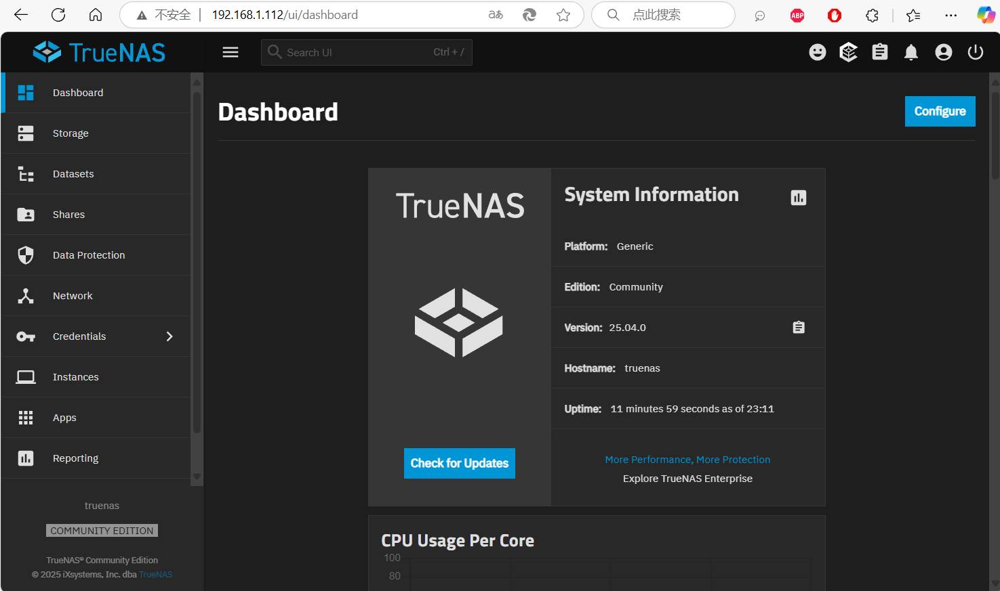 不安全 192.168.1.112/ui/dashboard aあ 点此搜索 ABP
TrueNAS Search UI Ctrl + /
Dashboard
Storage
Datasets
Shares
Data Protection
Network
Credentials
Instances
Apps
Reporting
truenas
COMMUNITY EDITION
TrueNAS® Community Edition
© 2025 iXsystems, Inc. dba TrueNAS
Dashboard
Configure
TrueNAS
Check for Updates
System Information
Platform: Generic
Edition: Community
Version: 25.04.0
Hostname: truenas
Uptime: 11 minutes 59 seconds as of 23:11
More Performance, More Protection
Explore TrueNAS Enterprise
CPU Usage Per Core
100
80